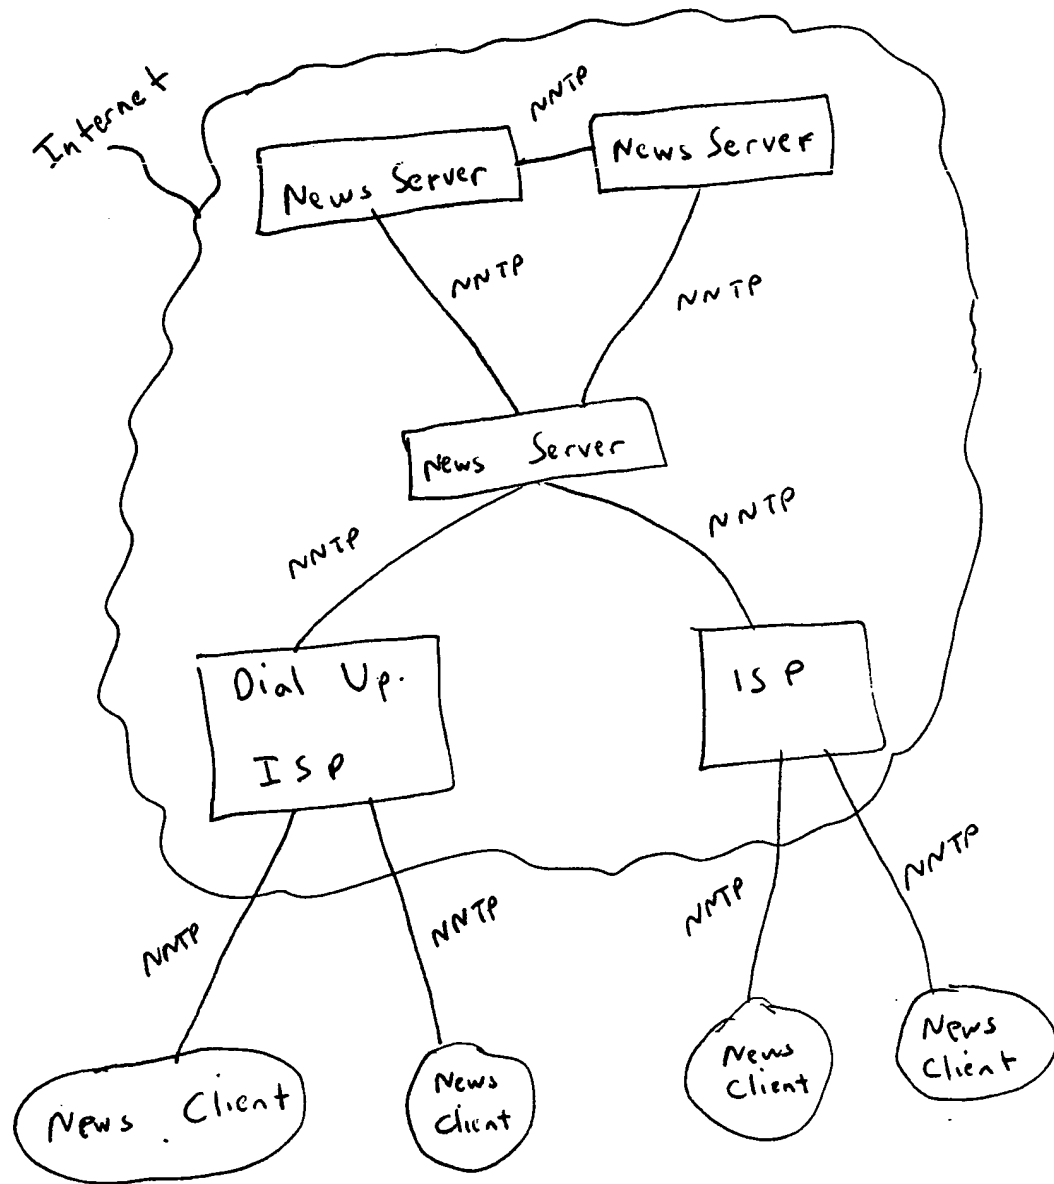 Internet
NNTP
News Server
News Server
NNTP
NNTP
News Server
NNTP
NNTP
Dial Up.
ISP
ISP
NNTP
NNTP
NNTP
NNTP
News Client
News
Client
News
Client
News
Client